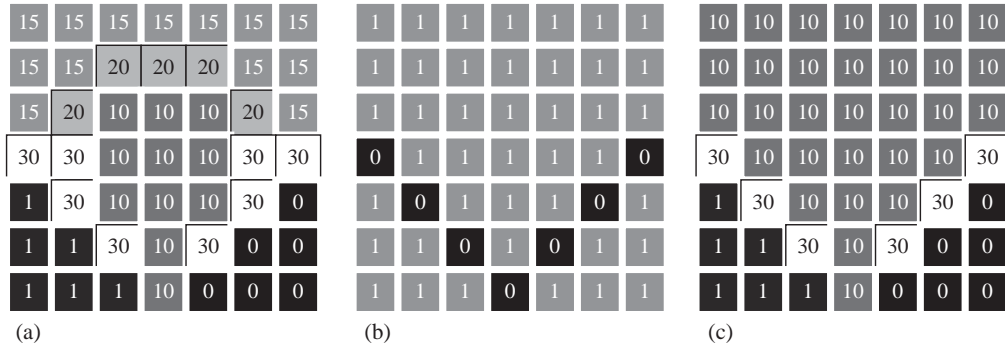 15 15 15 15 15 15 15
15 15 20 20 20 15 15
15 20 10 10 10 20 15
30 30 10 10 10 30 30
1 30 10 10 10 30 0
1 1 30 10 30 0 0
1 1 1 10 0 0 0
(a)
1 1 1 1 1 1 1
1 1 1 1 1 1 1
1 1 1 1 1 1 1
0 1 1 1 1 1 0
1 0 1 1 1 0 1
1 1 0 1 0 1 1
1 1 1 0 1 1 1
(b)
10 10 10 10 10 10 10
10 10 10 10 10 10 10
10 10 10 10 10 10 10
30 10 10 10 10 10 30
1 30 10 10 10 30 0
1 1 30 10 30 0 0
1 1 1 10 0 0 0
(c)